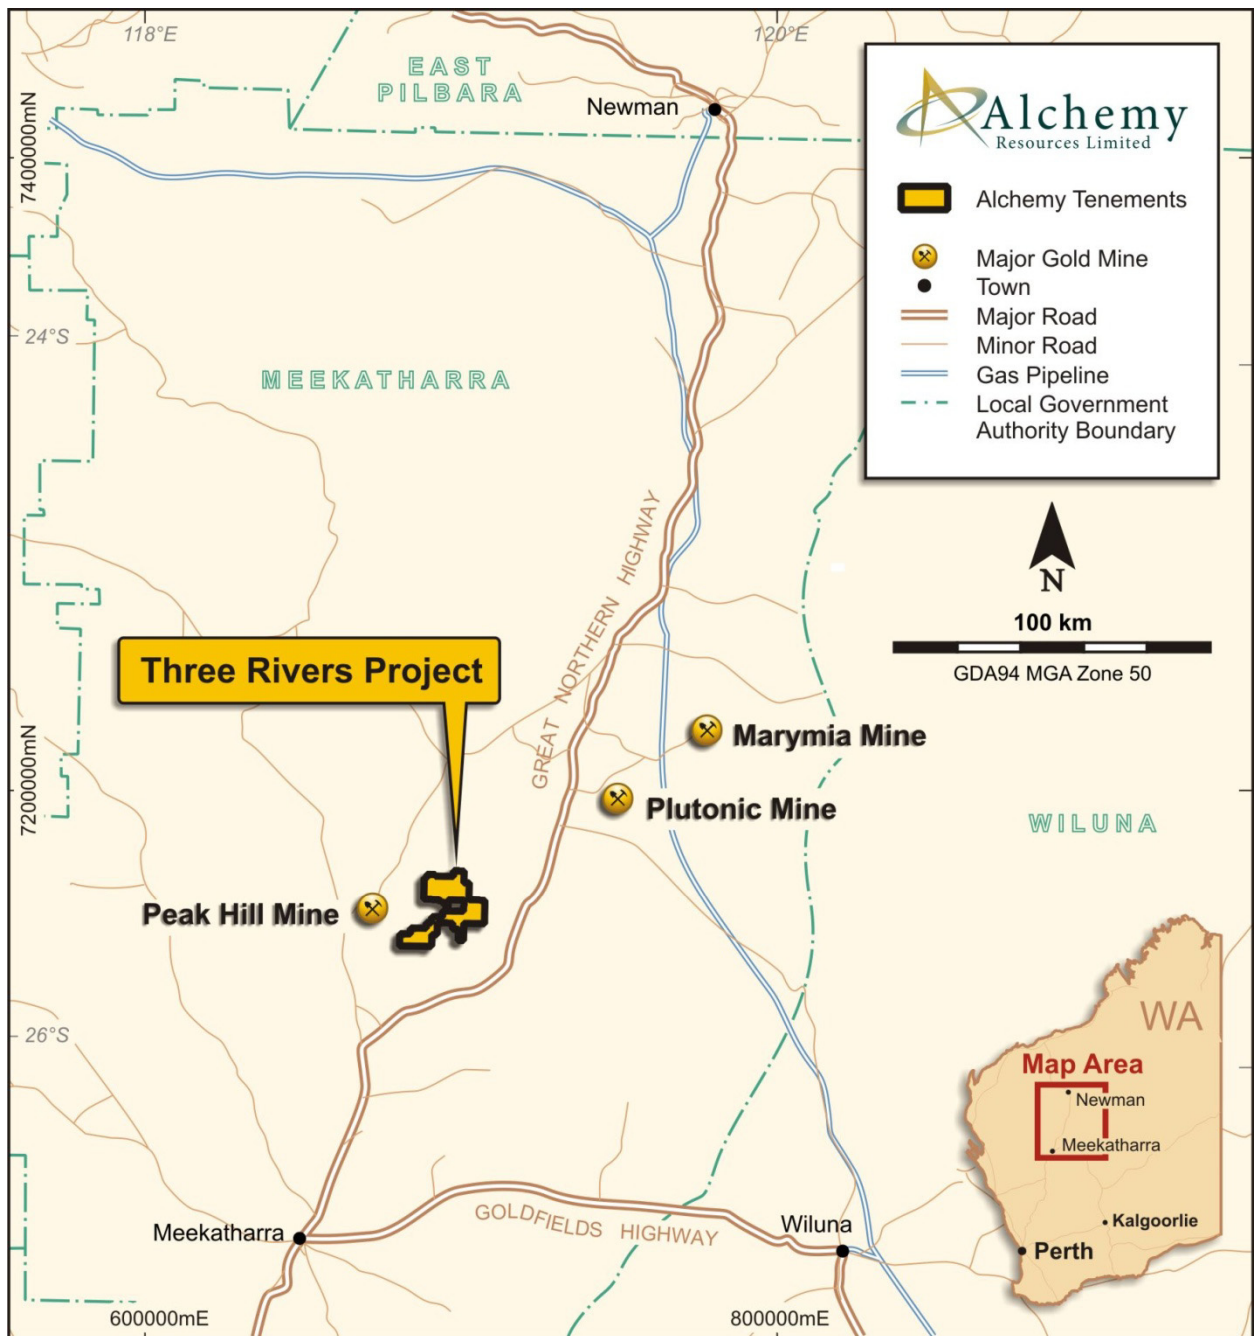 118°E
120°E
EAST
PILBARA
Newman
7400000mN
Alchemy
Resources Limited
Alchemy Tenements
Major Gold Mine
Town
Major Road
Minor Road
Gas Pipeline
Local Government
Authority Boundary
24°S
MEEKATHARRA
N
100 km
GDA94 MGA Zone 50
GREAT NORTHERN HIGHWAY
Three Rivers Project
Marymia Mine
7200000mN
Plutonic Mine
WILUNA
Peak Hill Mine
26°S
WA
Map Area
Newman
Meekatharra
Kalgoorlie
Perth
Meekatharra
GOLDFIELDS HIGHWAY
Wiluna
600000mE
800000mE